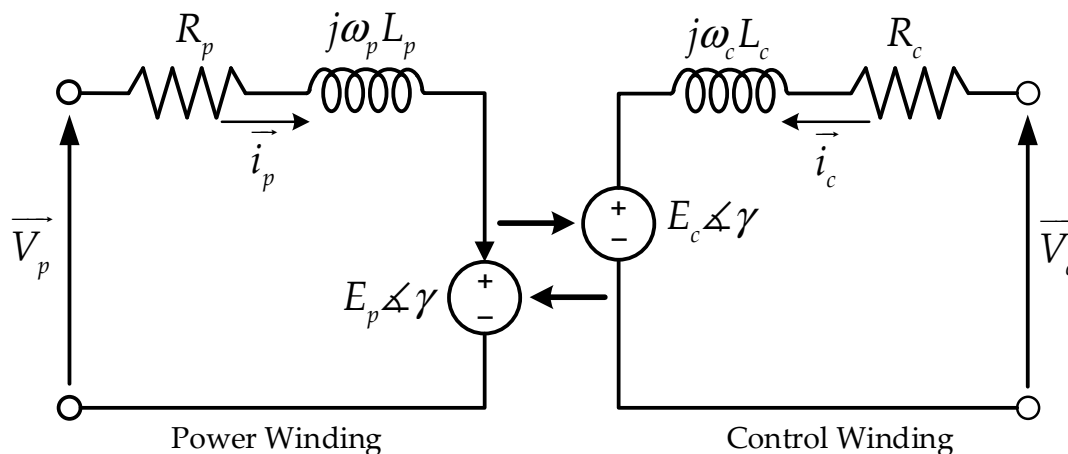 R_p
jω_pL_p
jω_cL_c
R_c
i_p
i_c
V_p
+
−
E_c∡γ
+
−
E_p∡γ
Power Winding
Control Winding